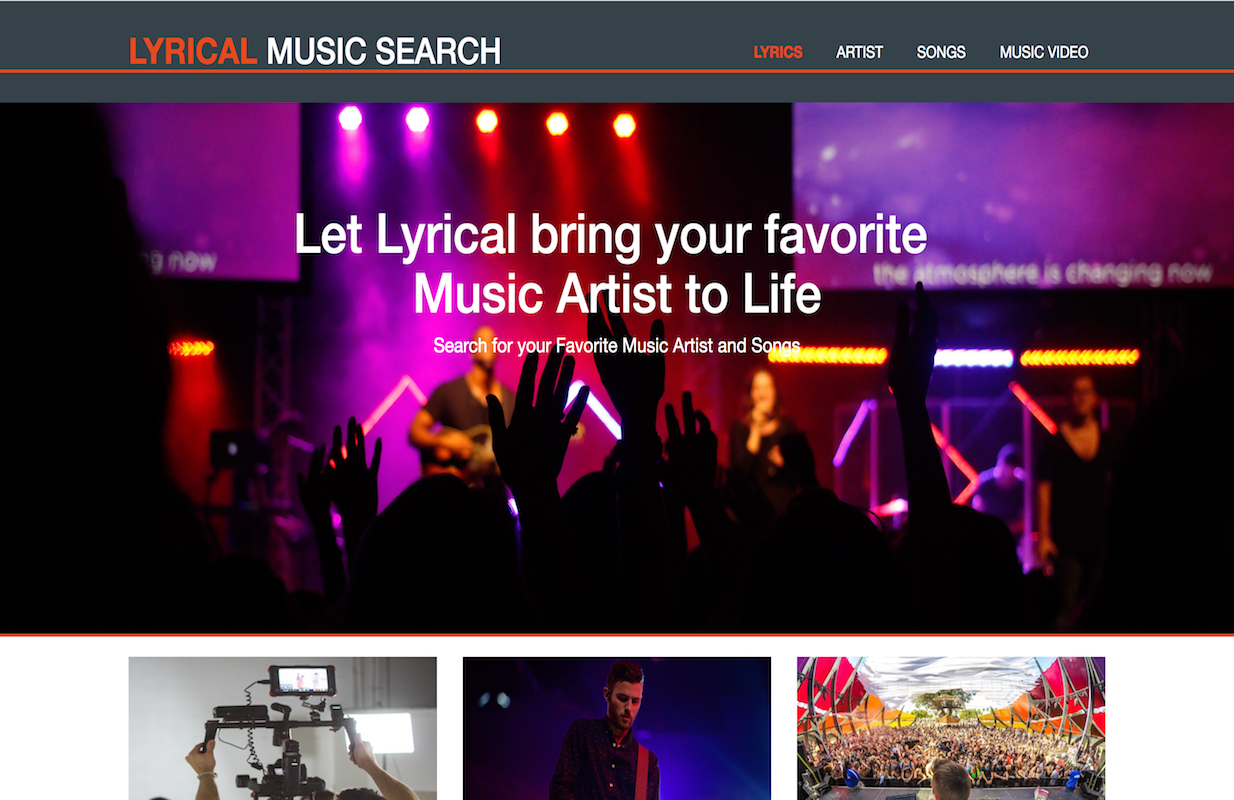 LYRICAL MUSIC SEARCH
LYRICS ARTIST SONGS MUSIC VIDEO
Let Lyrical bring your favorite
Music Artist to Life
Search for your Favorite Music Artist and Songs
ng now
the atmosphere is changing now